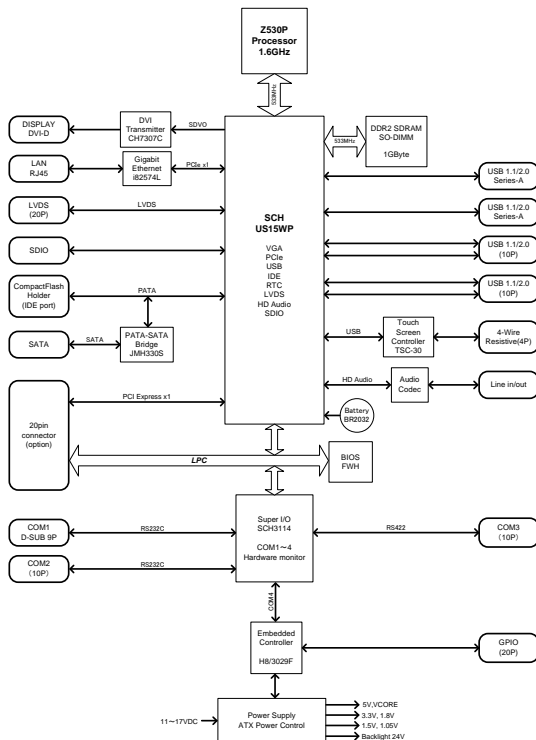 Z530P
Processor
1.6GHz
533MHz
DISPLAY
DVI-D
DVI
Transmitter
CH7307C
SDVO
DDR2 SDRAM
SO-DIMM
1GByte
533MHz
LAN
RJ45
Gigabit
Ethernet
i82574L
PCIe x1
USB 1.1/2.0
Series-A
LVDS
(20P)
LVDS
SCH
US15WP
VGA
PCIe
USB
IDE
RTC
LVDS
HD Audio
SDIO
USB 1.1/2.0
Series-A
SDIO
USB 1.1/2.0
(10P)
CompactFlash
Holder
(IDE port)
PATA
USB 1.1/2.0
(10P)
SATA
SATA
PATA-SATA
Bridge
JMH330S
USB
Touch
Screen
Controller
TSC-30
4-Wire
Resistive(4P)
HD Audio
Audio
Codec
Line in/out
20pin
connector
(option)
PCI Express x1
Battery
BR2032
LPC
BIOS
FWH
COM1
D-SUB 9P
RS232C
Super I/O
SCH3114
COM1～4
Hardware monitor
RS422
COM3
(10P)
COM2
(10P)
RS232C
COM4
Embedded
Controller
H8/3029F
GPIO
(20P)
11～17VDC
Power Supply
ATX Power Control
5V,VCORE
3.3V, 1.8V
1.5V, 1.05V
Backlight 24V